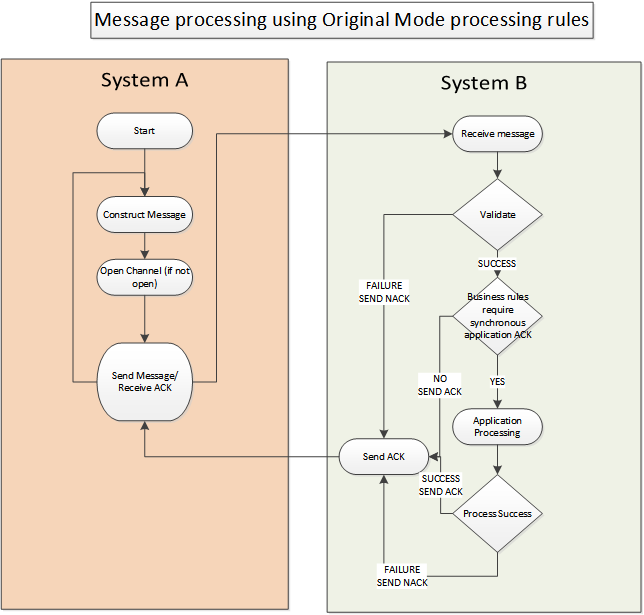 Message processing using Original Mode processing rules
System A
Start
Construct Message
Open Channel (if not
open)
Send Message/
Receive ACK
System B
Receive message
Validate
SUCCESS
FAILURE
SEND NACK
Business rules
require
synchronous
application ACK
NO
SEND ACK
YES
Application
Processing
Send ACK
SUCCESS
SEND ACK
Process Success
FAILURE
SEND NACK